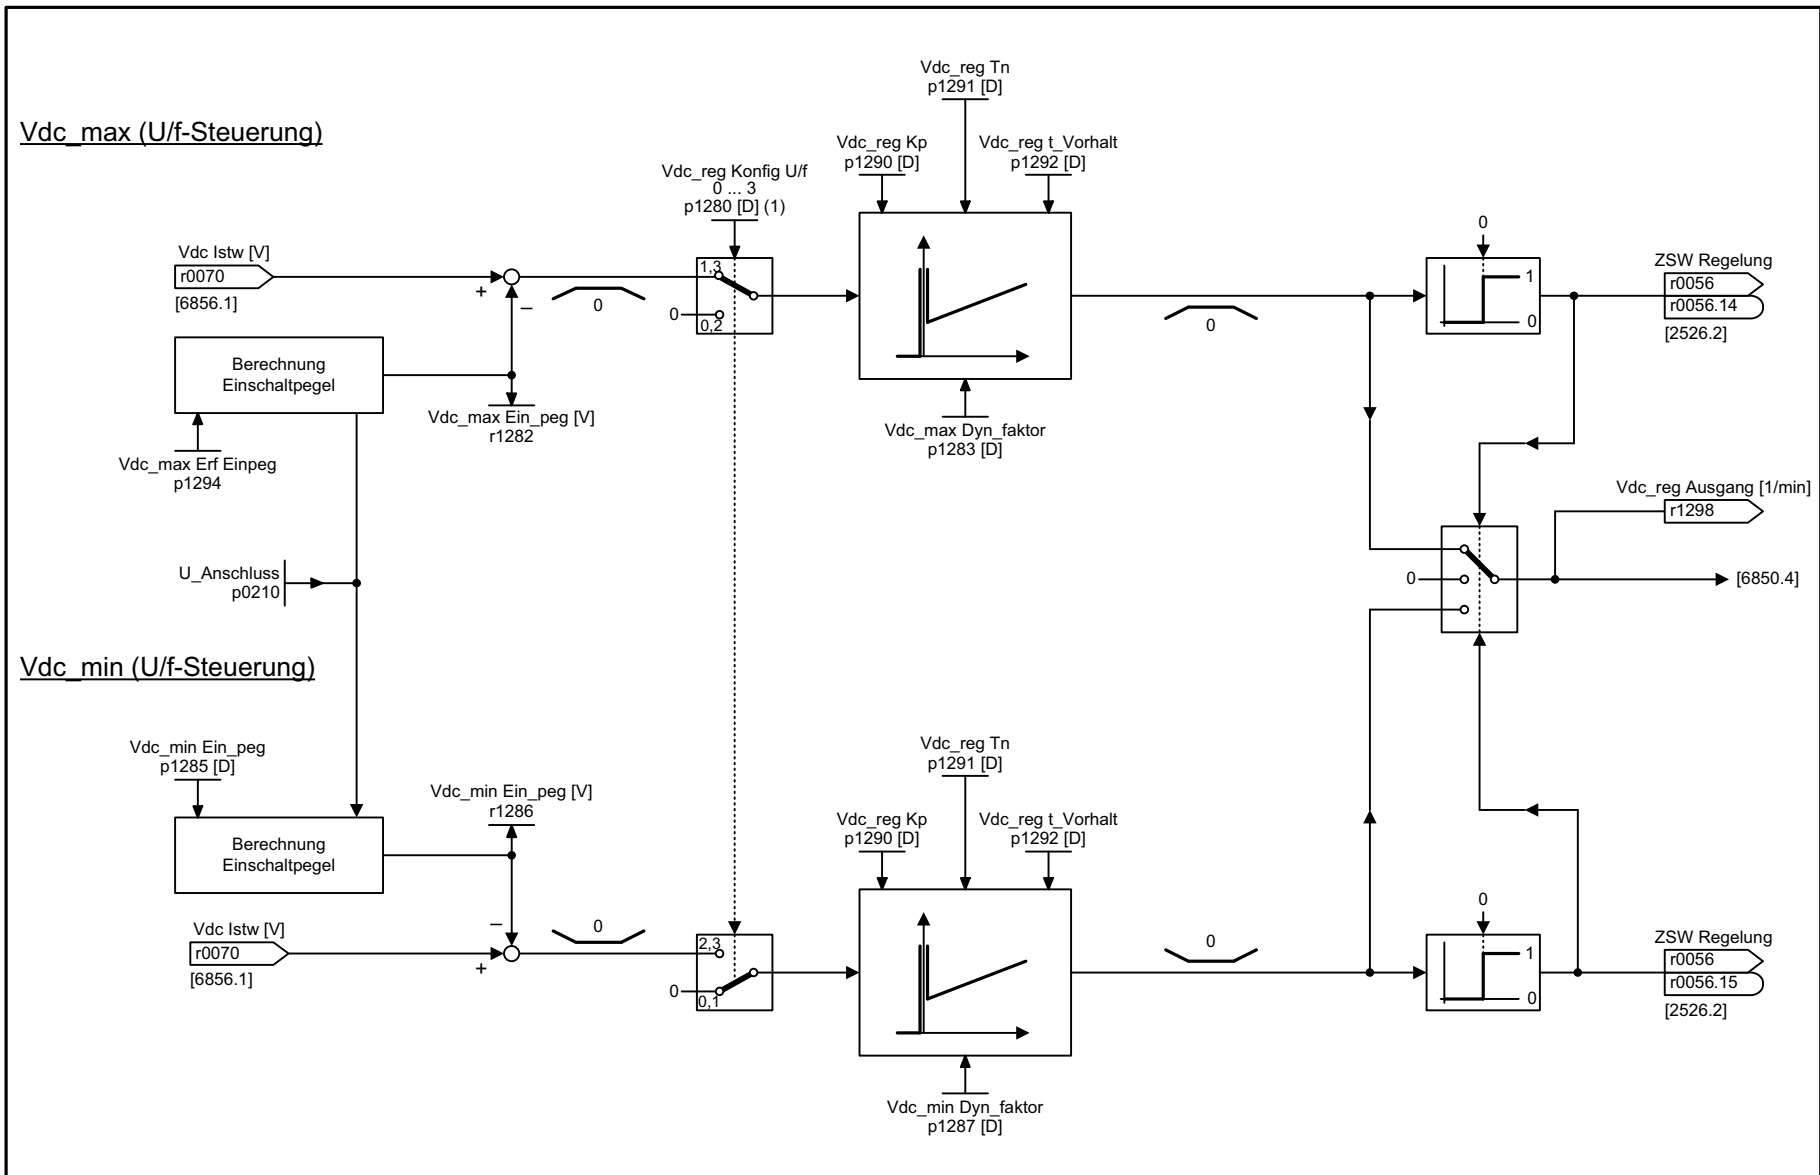 Vdc_max (U/f-Steuerung)
Vdc_reg Tn
p1291 [D]
Vdc_reg Kp
p1290 [D]
Vdc_reg t_Vorhalt
p1292 [D]
Vdc_reg Konfig U/f
0 ... 3
p1280 [D] (1)
Vdc Istw [V]
r0070
[6856.1]
+
–
0
1,3
0
0,2
0
0
1
0
ZSW Regelung
r0056
r0056.14
[2526.2]
Berechnung
Einschaltpegel
Vdc_max Ein_peg [V]
r1282
Vdc_max Erf Einpeg
p1294
Vdc_max Dyn_faktor
p1283 [D]
Vdc_reg Ausgang [1/min]
r1298
0
[6850.4]
U_Anschluss
p0210
Vdc_min (U/f-Steuerung)
Vdc_min Ein_peg
p1285 [D]
Vdc_min Ein_peg [V]
r1286
Berechnung
Einschaltpegel
Vdc_reg Tn
p1291 [D]
Vdc_reg Kp
p1290 [D]
Vdc_reg t_Vorhalt
p1292 [D]
Vdc Istw [V]
r0070
[6856.1]
–
+
0
2,3
0
0,1
0
0
1
0
ZSW Regelung
r0056
r0056.15
[2526.2]
Vdc_min Dyn_faktor
p1287 [D]